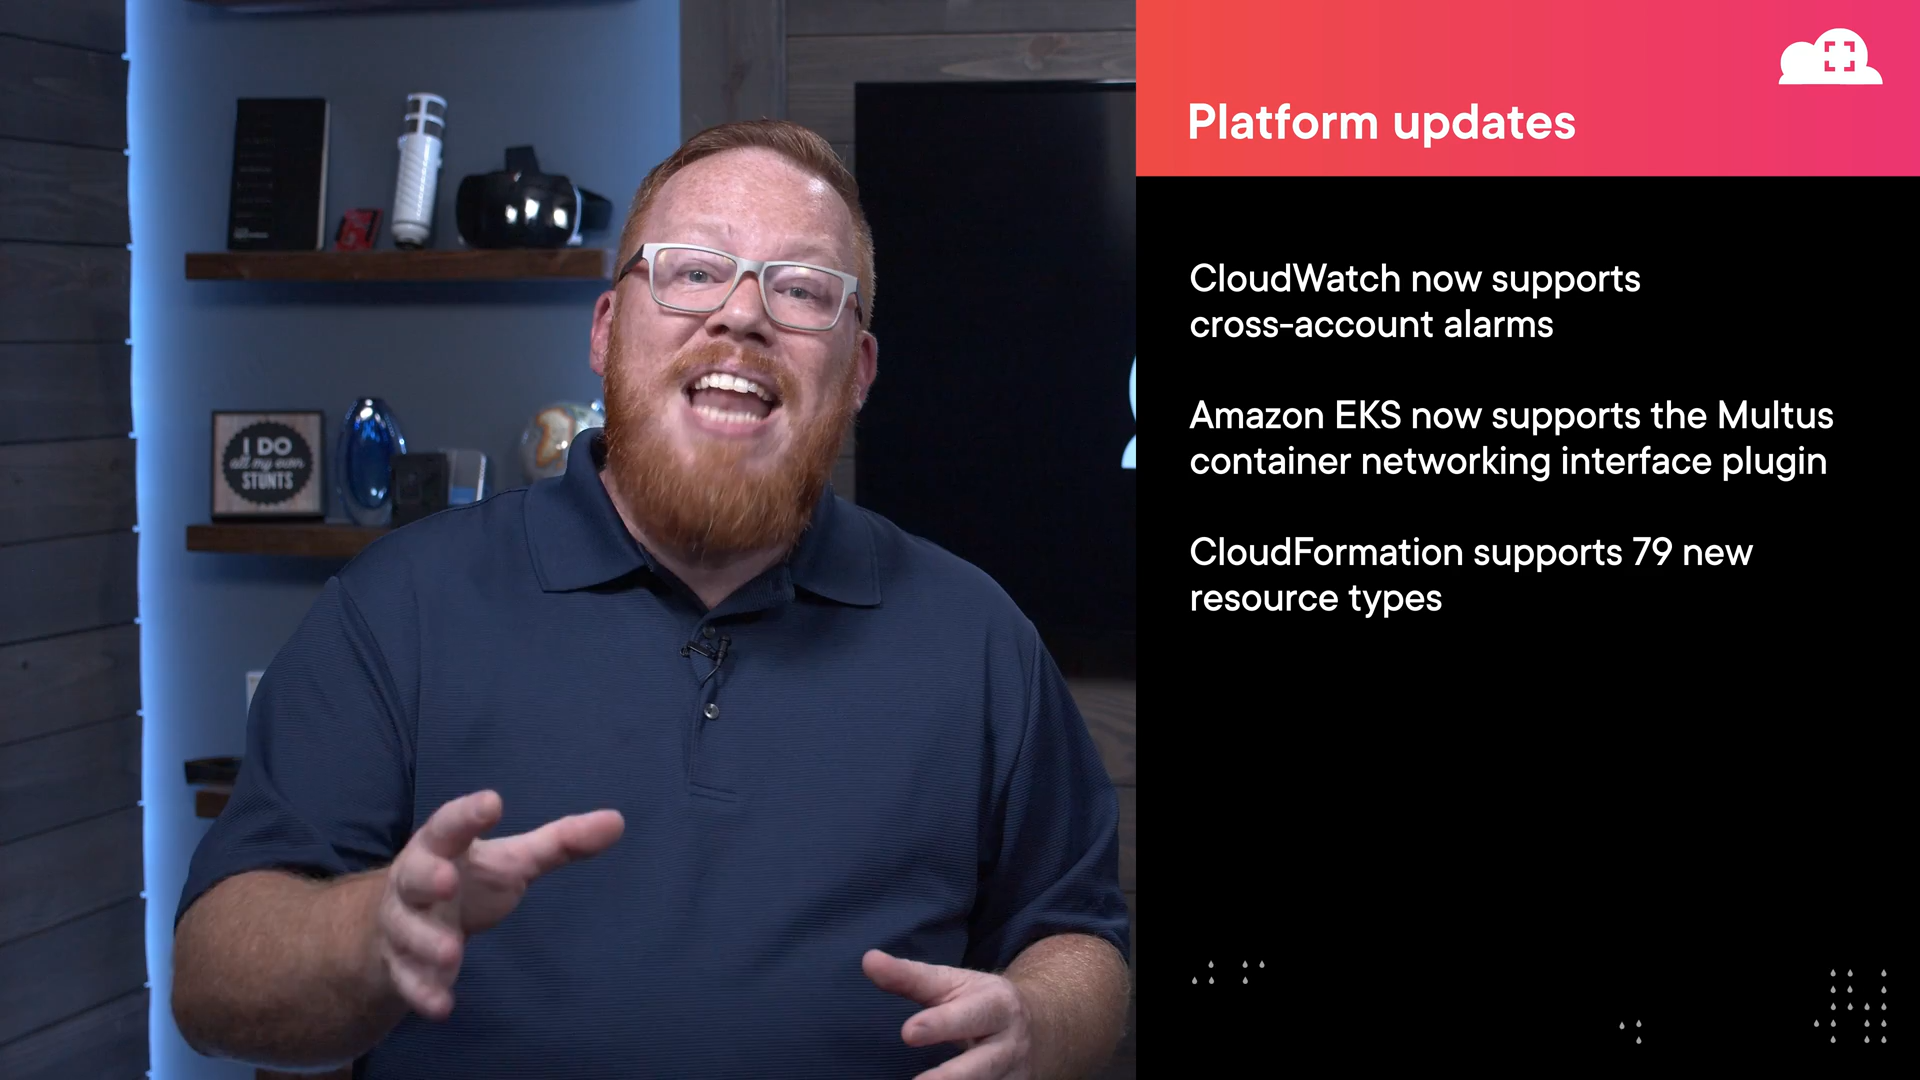 Platform updates
CloudWatch now supports
cross-account alarms
Amazon EKS now supports the Multus
container networking interface plugin
CloudFormation supports 79 new
resource types
I DO
all my own
STUNTS